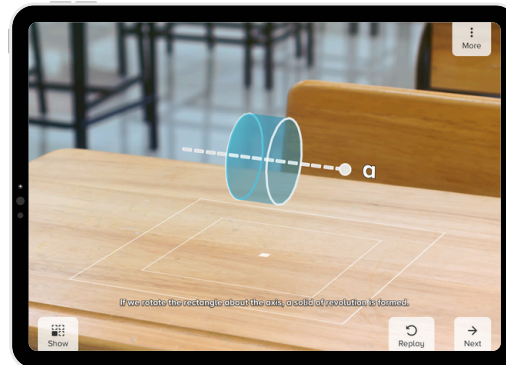 More
a
If we rotate the rectangle about the axis, a solid of revolution is formed.
Show
Replay
Next